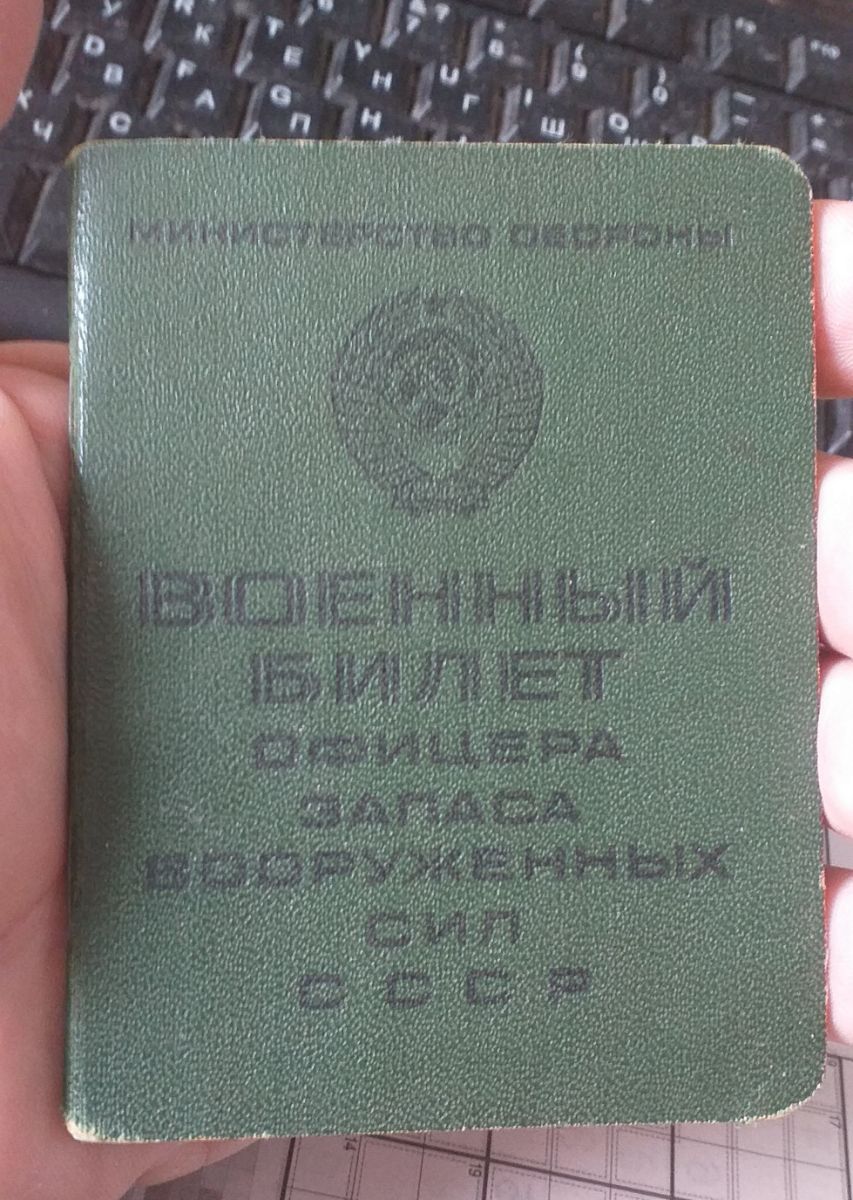 МИНИСТЕРСТВО ОБОРОНЫ
ВОЕННЫЙ
БИЛЕТ
ОФИЦЕРА
ЗАПАСА
ВООРУЖЕННЫХ
СИЛ
СССР